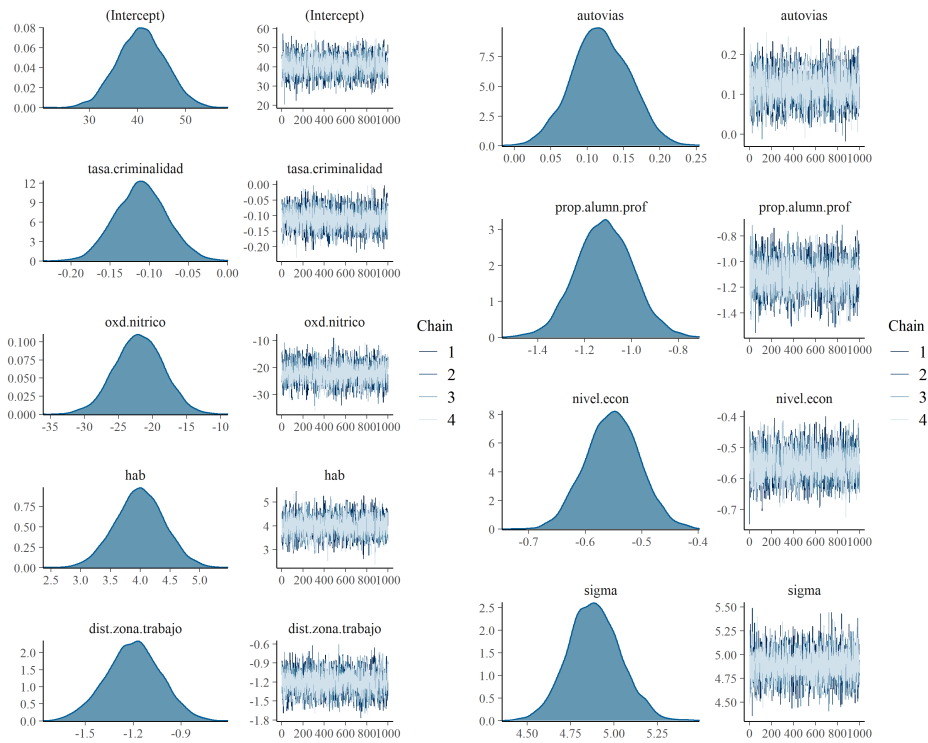 (Intercept)
0.08
0.06
0.04
0.02
0.00
30 40 50
(Intercept)
60
50
40
30
20
0 200 400 600 800 1000
tasa.criminalidad
12
9
6
3
0
-0.20 -0.15 -0.10 -0.05 0.00
tasa.criminalidad
0.00
-0.05
-0.10
-0.15
-0.20
0 200 400 600 800 1000
oxd.nitrico
0.100
0.075
0.050
0.025
0.000
-35 -30 -25 -20 -15 -10
oxd.nitrico
-10
-20
-30
0 200 400 600 800 1000
hab
0.75
0.50
0.25
0.00
2.5 3.0 3.5 4.0 4.5 5.0
hab
5
4
3
0 200 400 600 800 1000
dist.zona.trabajo
2.0
1.5
1.0
0.5
0.0
-1.5 -1.2 -0.9
dist.zona.trabajo
-0.6
-0.9
-1.2
-1.5
-1.8
0 200 400 600 800 1000
Chain
1
2
3
4
autovias
7.5
5.0
2.5
0.0
0.00 0.05 0.10 0.15 0.20 0.25
autovias
0.2
0.1
0.0
0 200 400 600 800 1000
prop.alumn.prof
3
2
1
0
-1.4 -1.2 -1.0 -0.8
prop.alumn.prof
-0.8
-1.0
-1.2
-1.4
0 200 400 600 800 1000
nivel.econ
8
6
4
2
0
-0.7 -0.6 -0.5 -0.4
nivel.econ
-0.4
-0.5
-0.6
-0.7
0 200 400 600 800 1000
sigma
2.5
2.0
1.5
1.0
0.5
0.0
4.50 4.75 5.00 5.25
sigma
5.50
5.25
5.00
4.75
4.50
0 200 400 600 800 1000
Chain
1
2
3
4